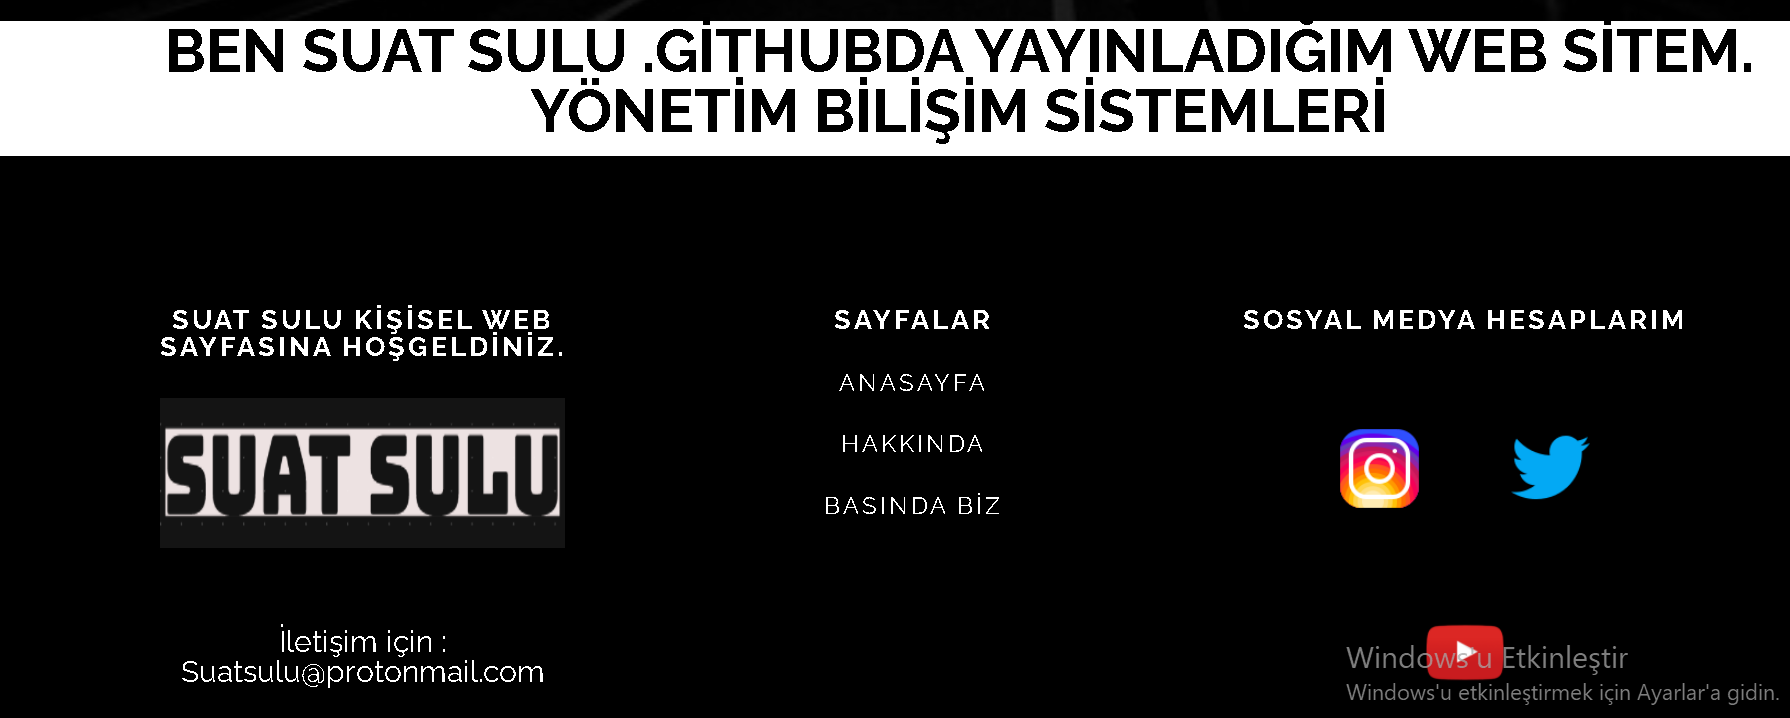 BEN SUAT SULU .GİTHUBDA YAYINLADIĞIM WEB SİTEM.
YÖNETİM BİLİŞİM SİSTEMLERİ
SUAT SULU KİŞİSEL WEB
SAYFASINA HOŞGELDİNİZ.
SUAT SULU
İletişim için :
Suatsulu@protonmail.com
SAYFALAR
ANASAYFA
HAKKINDA
BASINDA BİZ
SOSYAL MEDYA HESAPLARIM
Windows'u Etkinleştir
Windows'u etkinleştirmek için Ayarlar'a gidin.